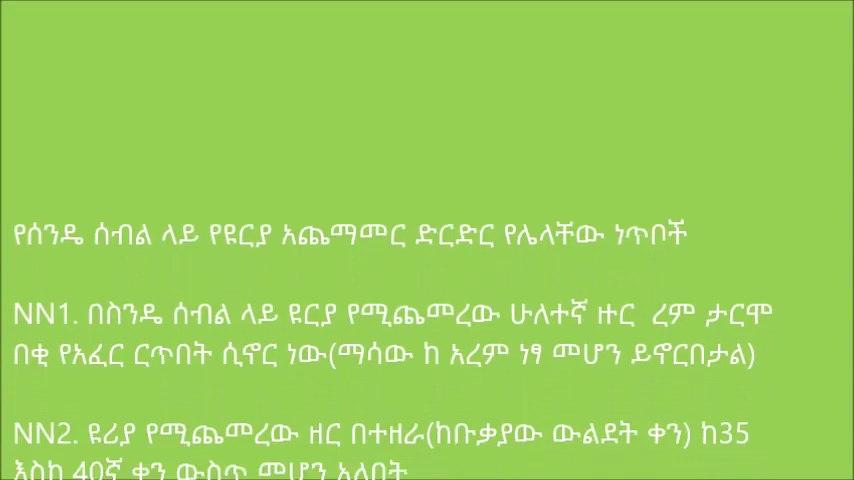 የሰንዴ ሰብል ላይ የዩርያ አጨማመር ድርድር የሌላቸው ነጥቦች
NN1. በስንዴ ሰብል ላይ ዩርያ የሚጨመረው ሁለተኛ ዙር ረም ታርሞ
በቂ የአፈር ርጥበት ሲኖር ነው(ማሳው ከ አረም ነፃ መሆን ይኖርበታል)
NN2. ዩሪያ የሚጨመረው ዘር በተዘራ(ከቡቃያው ውልደት ቀን) ከ35
እስከ 40ኛ ቀን ውስጥ መሆን አለበት